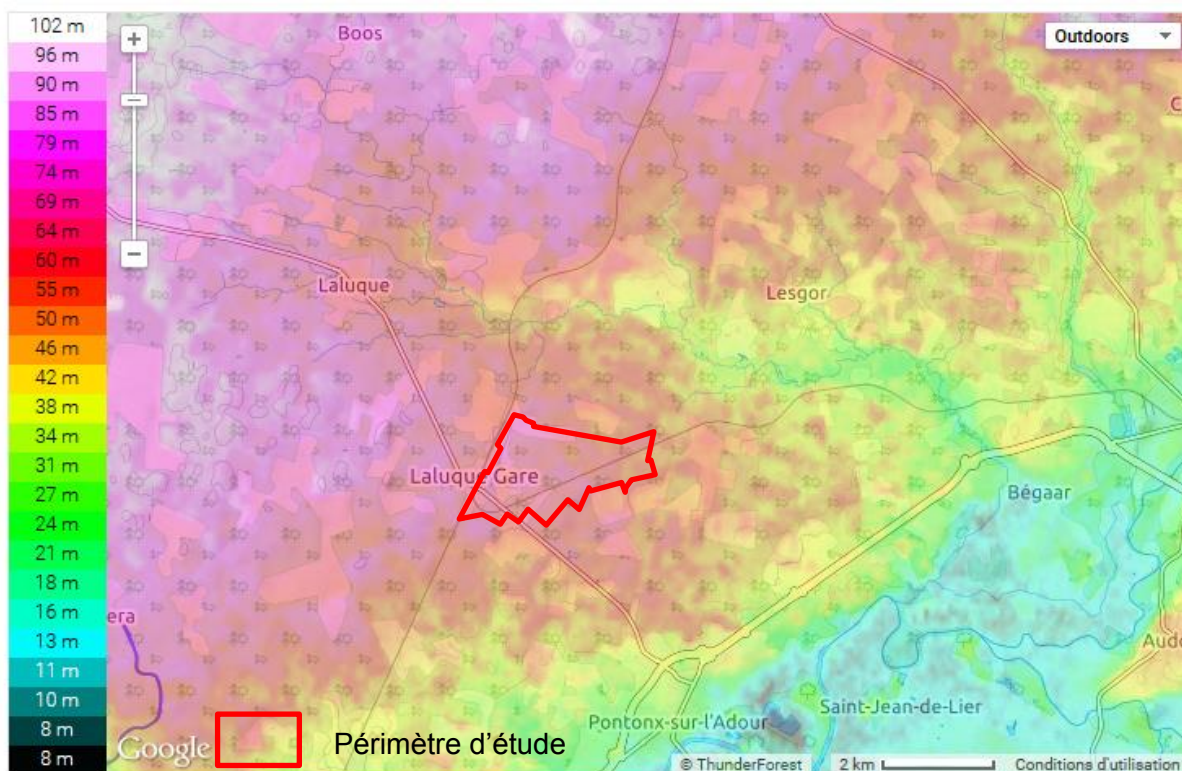 102 m
96 m
90 m
85 m
79 m
74 m
69 m
64 m
60 m
55 m
50 m
46 m
42 m
38 m
34 m
31 m
27 m
24 m
21 m
18 m
16 m
13 m
11 m
10 m
8 m
8 m
+
−
Outdoors
Boos
C
Laluque
Lesgor
Laluque Gare
Bégaar
era
Audo
Saint-Jean-de-Lier
Pontonx-sur-l'Adour
Google
Périmètre d'étude
© ThunderForest
2 km
Conditions d'utilisation